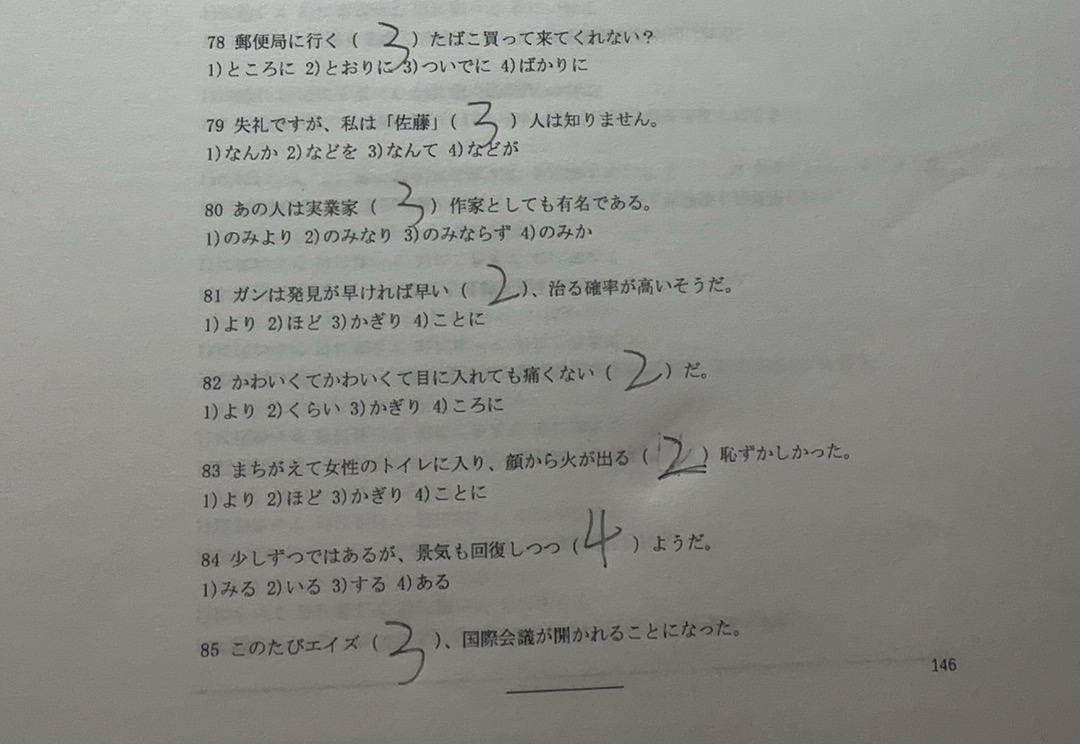 78 郵便局に行く ( 3 ) たばこ買って来てくれない？
1)ところに 2)とおりに 3)ついでに 4)ばかりに
79 失礼ですが、私は「佐藤」( 3 ) 人は知りません。
1)なんか 2)などを 3)なんて 4)などが
80 あの人は実業家 ( 3 ) 作家としても有名である。
1)のみより 2)のみなり 3)のみならず 4)のみか
81 ガンは発見が早ければ早い ( 2 )、治る確率が高いそうだ。
1)より 2)ほど 3)かぎり 4)ことに
82 かわいくてかわいくて目に入れても痛くない ( 2 ) だ。
1)より 2)くらい 3)かぎり 4)ころに
83 まちがえて女性のトイレに入り、顔から火が出る ( 2 ) 恥ずかしかった。
1)より 2)ほど 3)かぎり 4)ことに
84 少しずつではあるが、景気も回復しつつ ( 4 ) ようだ。
1)みる 2)いる 3)する 4)ある
85 このたびエイズ ( 3 )、国際会議が開かれることになった。
146